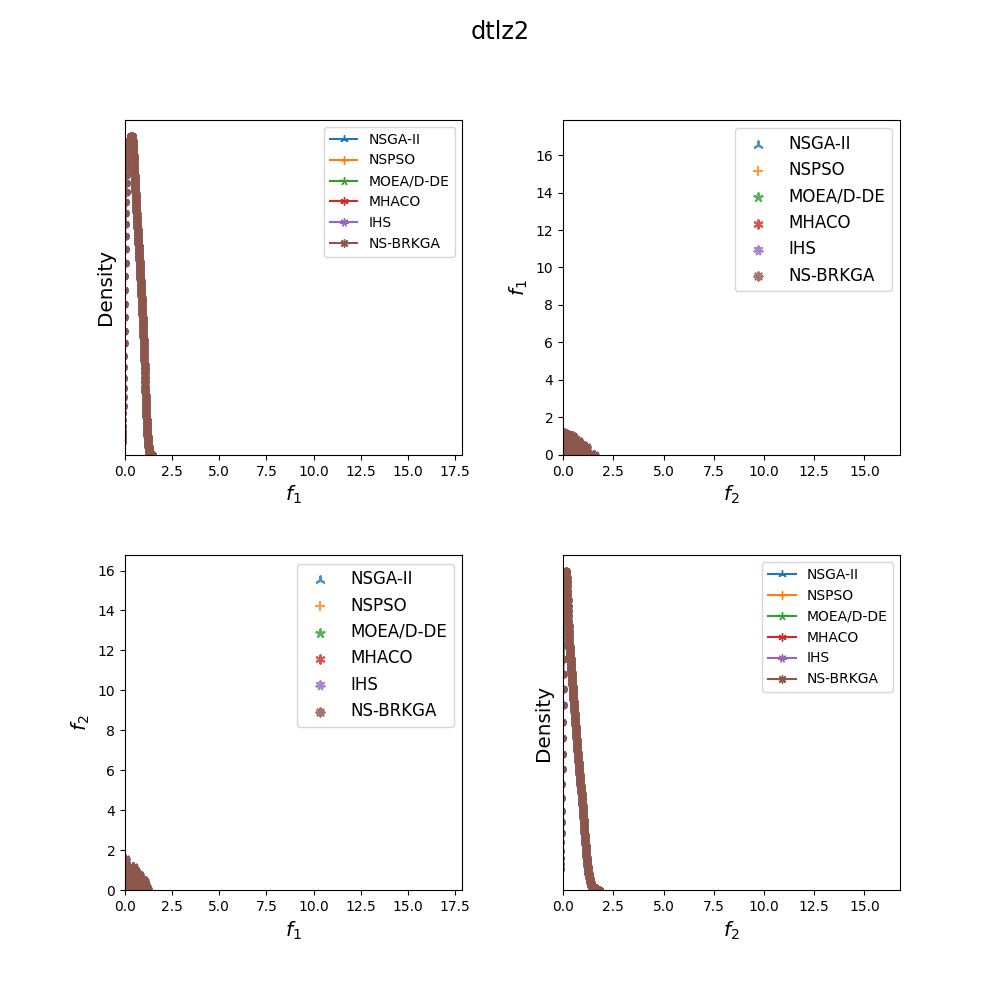 dtlz2
Density
NSGA-II
NSPSO
MOEA/D-DE
MHACO
IHS
NS-BRKGA
0.0 2.5 5.0 7.5 10.0 12.5 15.0 17.5
f1
f1
16
14
12
10
8
6
4
2
0
NSGA-II
NSPSO
MOEA/D-DE
MHACO
IHS
NS-BRKGA
0.0 2.5 5.0 7.5 10.0 12.5 15.0
f2
f2
16
14
12
10
8
6
4
2
0
NSGA-II
NSPSO
MOEA/D-DE
MHACO
IHS
NS-BRKGA
0.0 2.5 5.0 7.5 10.0 12.5 15.0 17.5
f1
Density
NSGA-II
NSPSO
MOEA/D-DE
MHACO
IHS
NS-BRKGA
0.0 2.5 5.0 7.5 10.0 12.5 15.0
f2